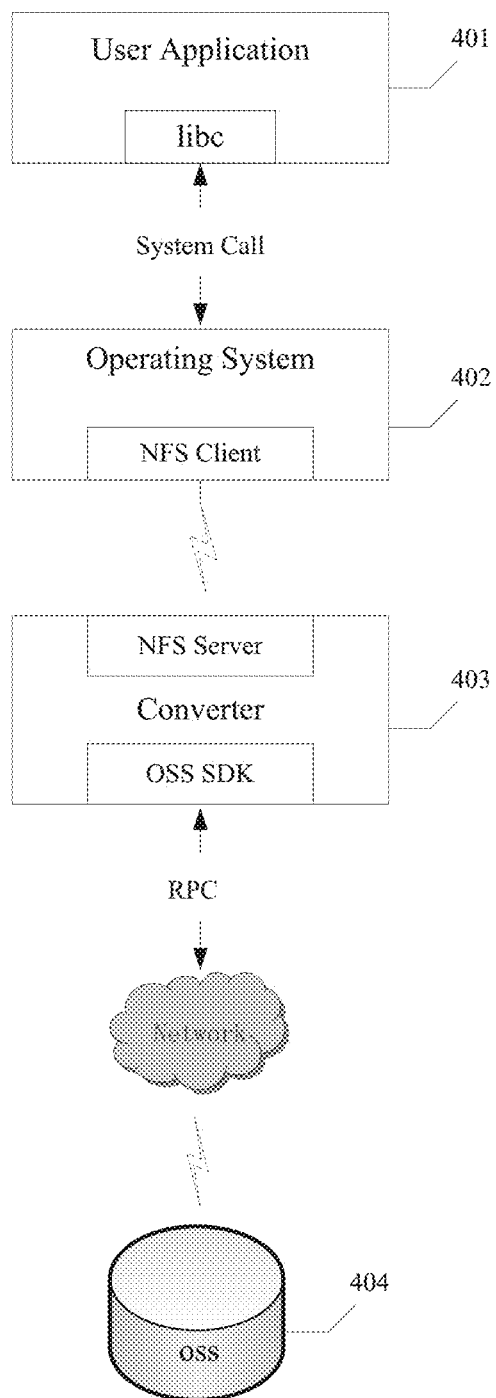 User Application
401
libc
System Call
Operating System
402
NFS Client
NFS Server
403
Converter
OSS SDK
RPC
Network
404
OSS